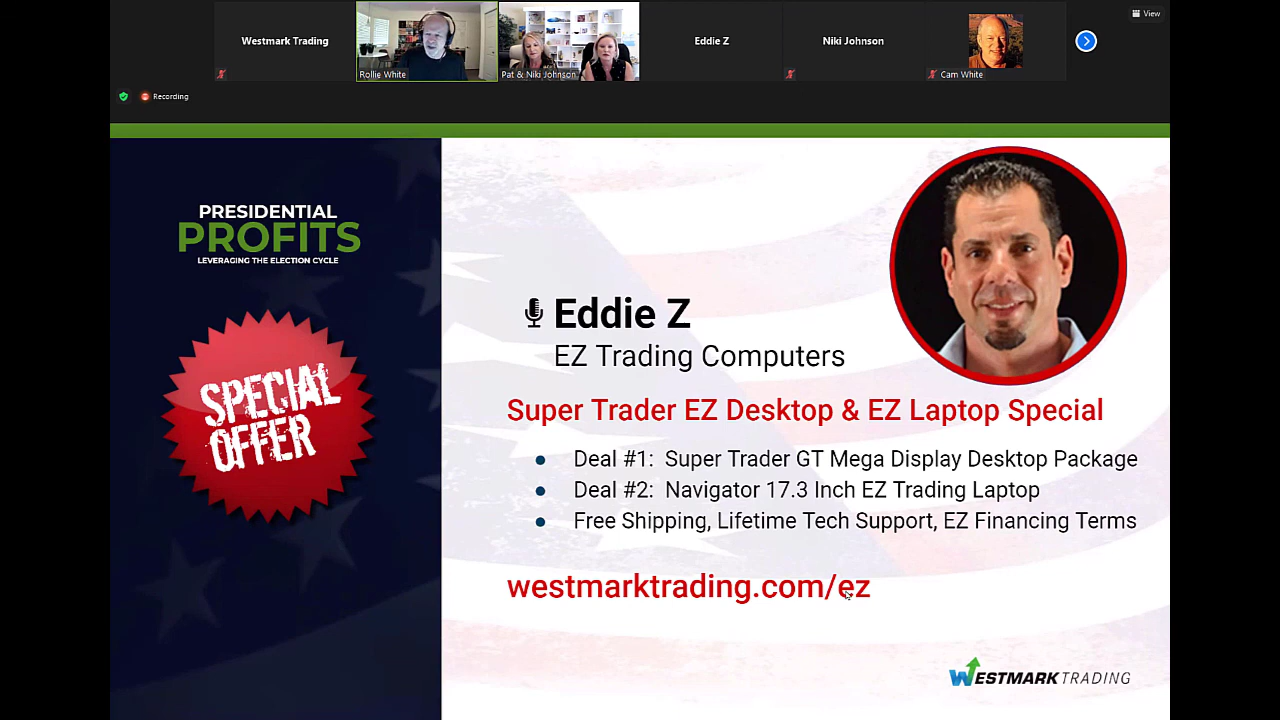 Westmark Trading
Rollie White
Pat & Niki Johnson
Eddie Z
Niki Johnson
Cam White
View
Recording
PRESIDENTIAL
PROFITS
LEVERAGING THE ELECTION CYCLE
SPECIAL
OFFER
Eddie Z
EZ Trading Computers
Super Trader EZ Desktop & EZ Laptop Special
Deal #1: Super Trader GT Mega Display Desktop Package
Deal #2: Navigator 17.3 Inch EZ Trading Laptop
Free Shipping, Lifetime Tech Support, EZ Financing Terms
westmarktrading.com/ez
WESTMARK TRADING